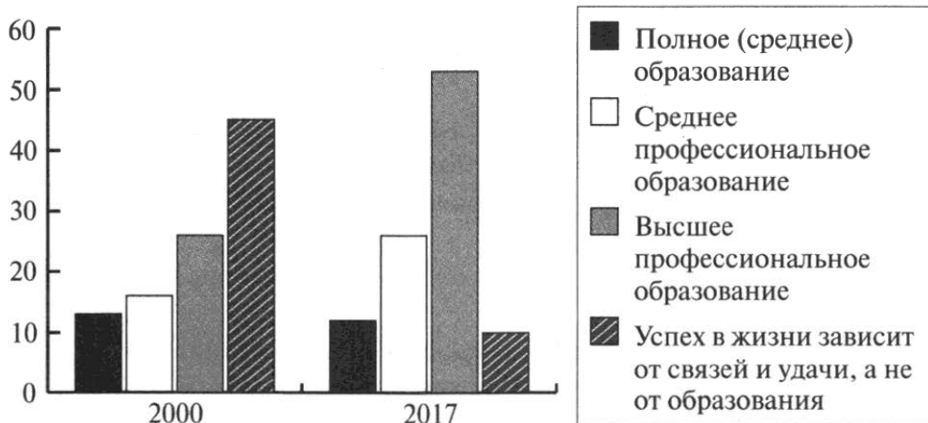 60
50
40
30
20
10
0
2000
2017
Полное (среднее)
образование
Среднее
профессиональное
образование
Высшее
профессиональное
образование
Успех в жизни зависит
от связей и удачи, а не
от образования